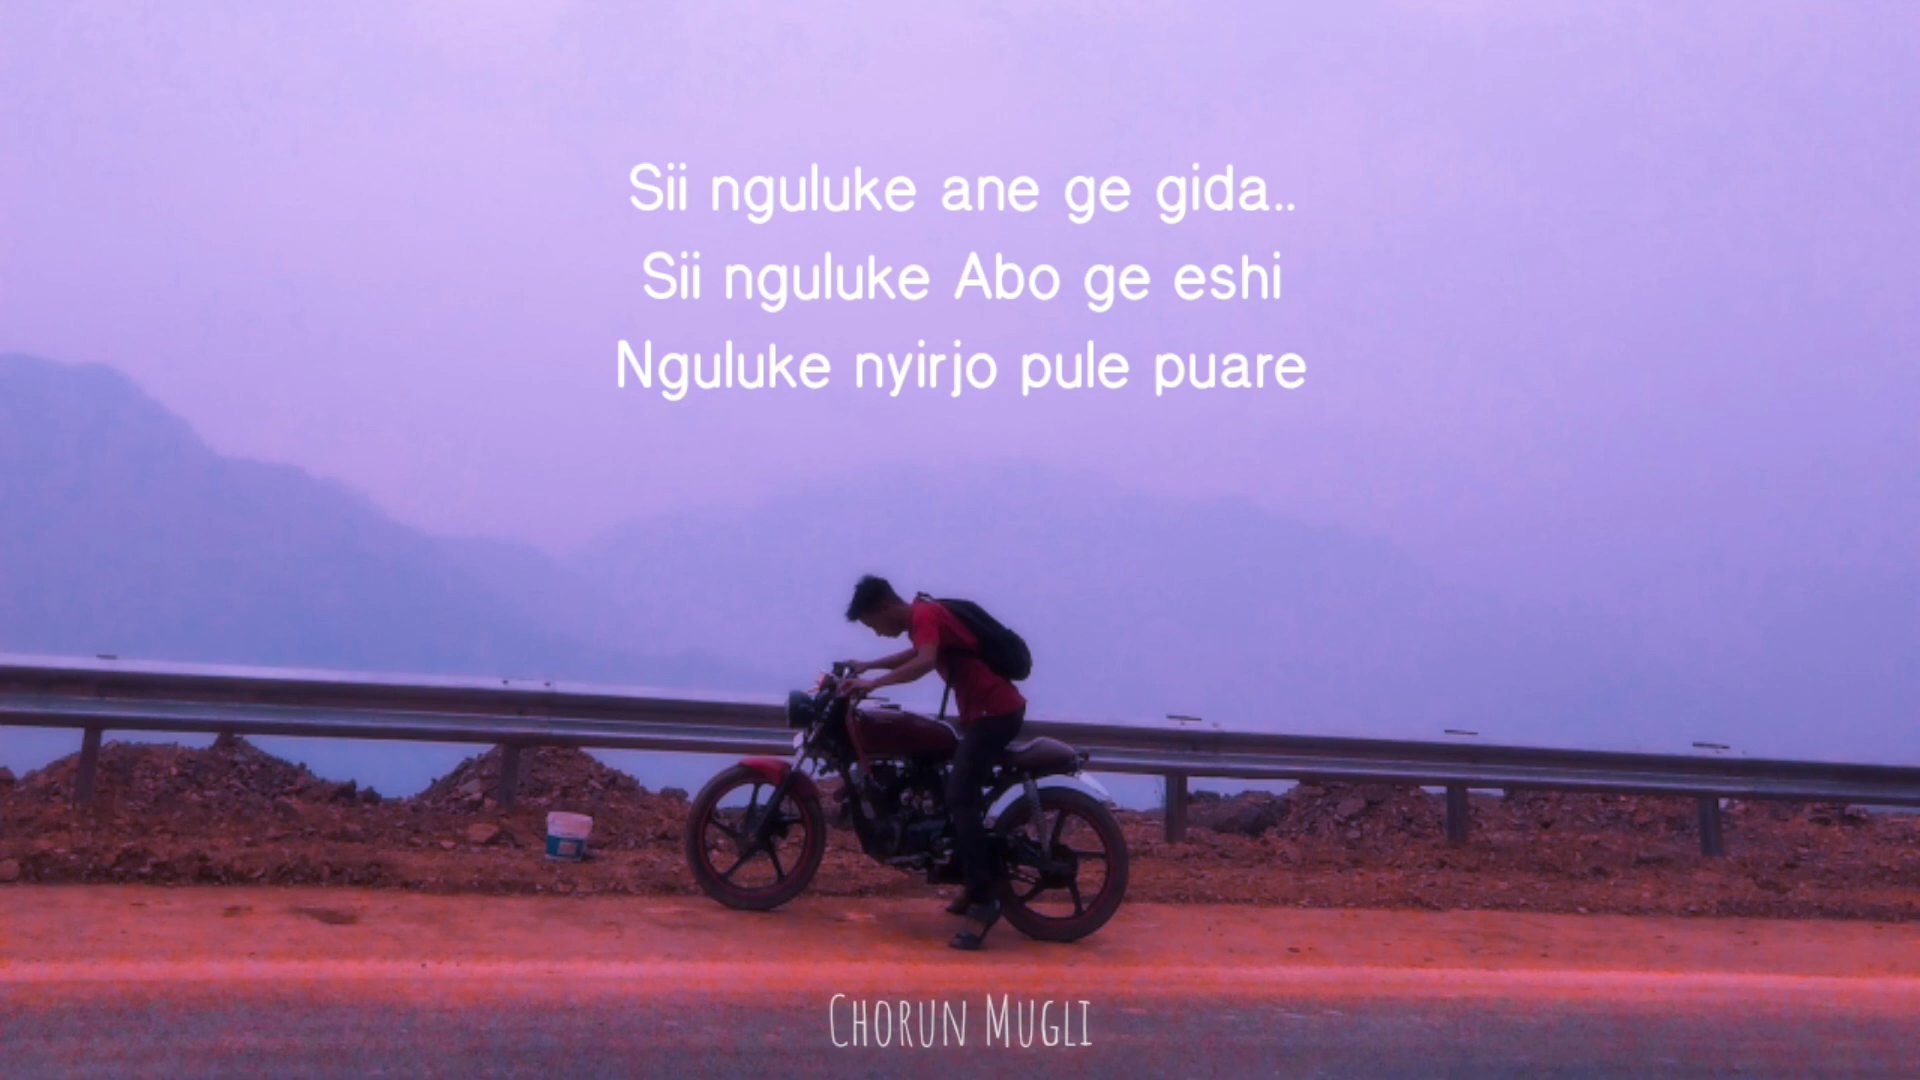 Sii nguluke ane ge gida..
Sii nguluke Abo ge eshi
Nguluke nyirjo pule puare
Chorun Mugli